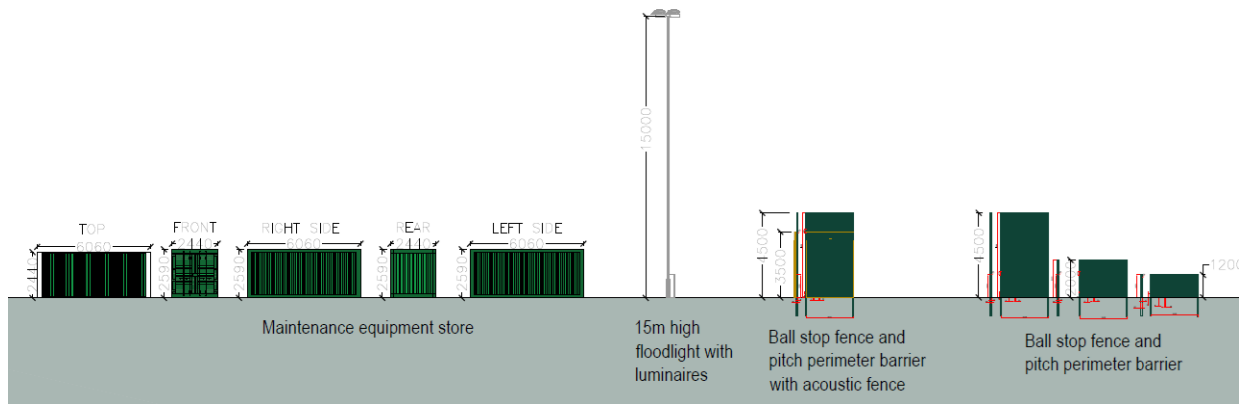 TOP
6060
2440
FRONT
2440
2590
RIGHT SIDE
6060
2590
REAR
2440
2590
LEFT SIDE
6060
2590
Maintenance equipment store
15000
15m high
floodlight with
luminaires
4500
3500
Ball stop fence and
pitch perimeter barrier
with acoustic fence
4500
2000
1200
Ball stop fence and
pitch perimeter barrier